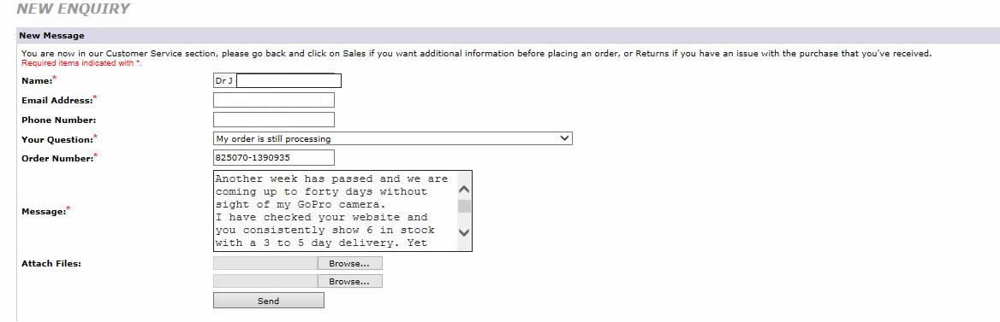 NEW ENQUIRY
New Message
You are now in our Customer Service section, please go back and click on Sales if you want additional information before placing an order, or Returns if you have an issue with the purchase that you've received.
Required items indicated with *.
Name:* Dr J
Email Address:*
Phone Number:
Your Question:* My order is still processing
Order Number:* 825070-1390935
Message:*
Another week has passed and we are
coming up to forty days without
sight of my GoPro camera.
I have checked your website and
you consistently show 6 in stock
with a 3 to 5 day delivery. Yet
Attach Files: Browse...
Browse...
Send